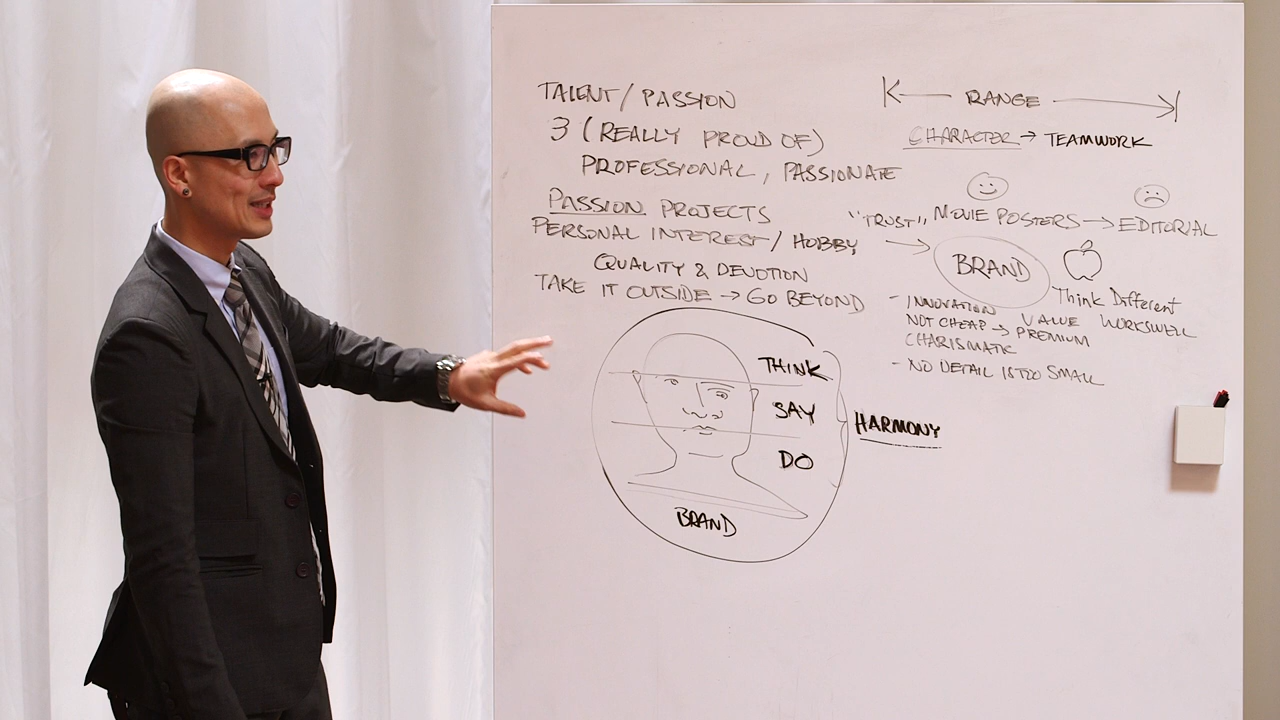 TALENT / PASSION
3 (REALLY PROUD OF)
PROFESSIONAL, PASSIONATE
PASSION PROJECTS
PERSONAL INTEREST / HOBBY
QUALITY & DEVOTION
TAKE IT OUTSIDE → GO BEYOND
RANGE
CHARACTER → TEAMWORK
"TRUST", MOVIE POSTERS → EDITORIAL
BRAND
Think Different
- INNOVATION VALUE WORKSWELL
NOT CHEAP → PREMIUM
CHARISMATIC
- NO DETAIL IS TOO SMALL
THINK
SAY
DO
HARMONY
BRAND